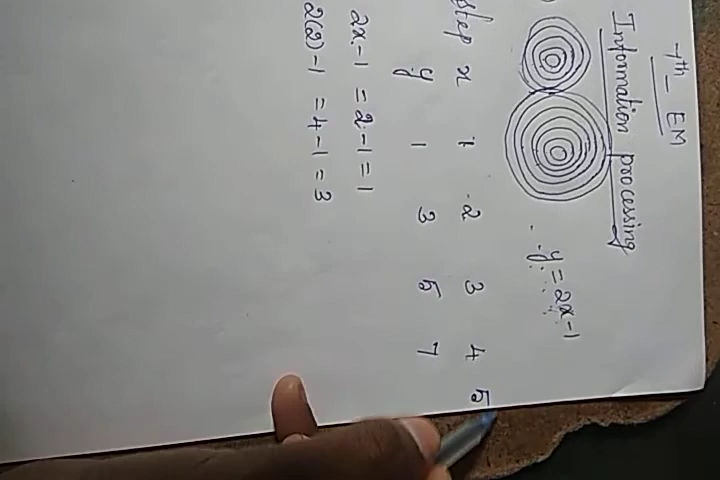 7th - EM
Information processing
)
y = 2x-1
step x 1 2 3 4 5
y 1 3 5 7
2x-1 = 2-1 = 1
2(2)-1 = 4-1 = 3